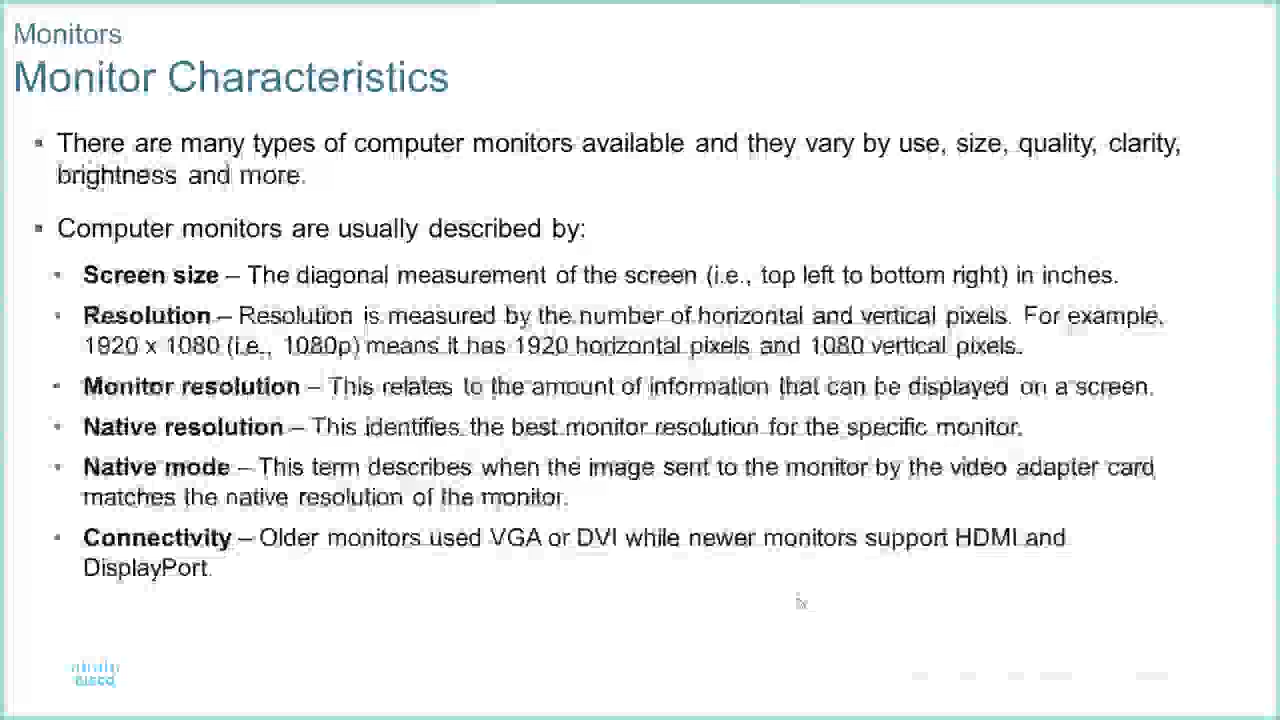 Monitors
Monitor Characteristics
▪ There are many types of computer monitors available and they vary by use, size, quality, clarity,
brightness and more.
▪ Computer monitors are usually described by:
• Screen size – The diagonal measurement of the screen (i.e., top left to bottom right) in inches.
• Resolution – Resolution is measured by the number of horizontal and vertical pixels. For example,
1920 x 1080 (i.e., 1080p) means it has 1920 horizontal pixels and 1080 vertical pixels.
• Monitor resolution – This relates to the amount of information that can be displayed on a screen.
• Native resolution – This identifies the best monitor resolution for the specific monitor.
• Native mode – This term describes when the image sent to the monitor by the video adapter card
matches the native resolution of the monitor.
• Connectivity – Older monitors used VGA or DVI while newer monitors support HDMI and
DisplayPort.
cisco